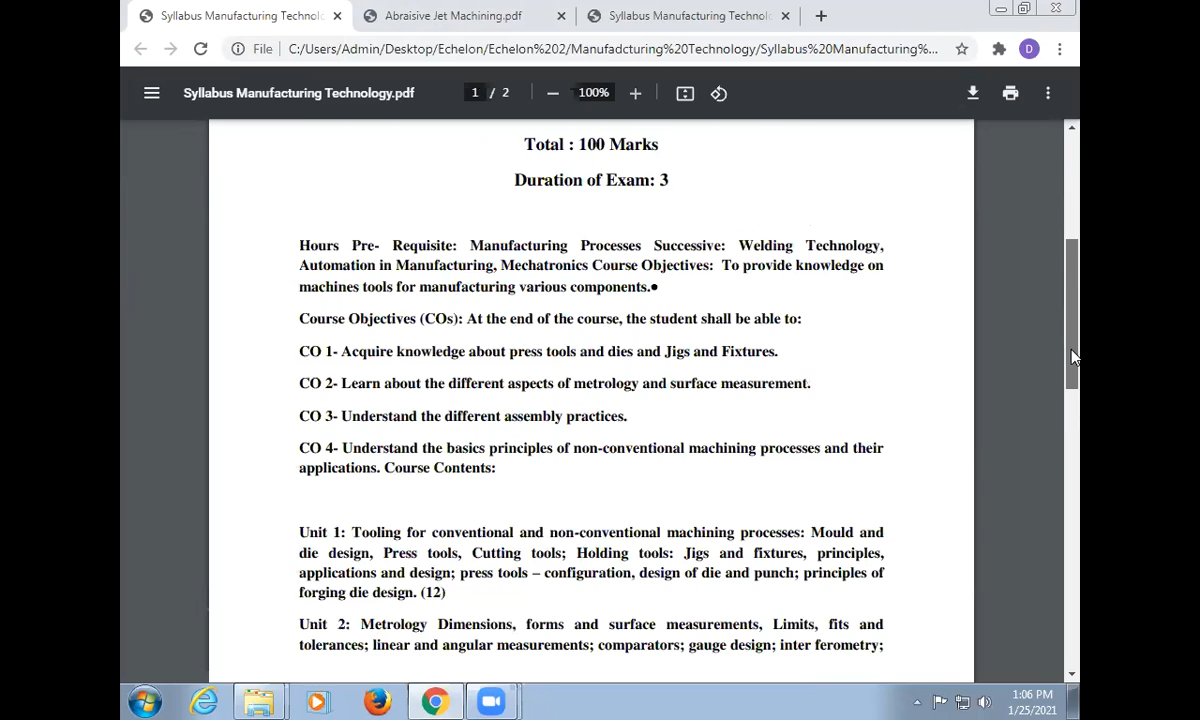 Syllabus Manufacturing Technol
Abraisive Jet Machining.pdf
Syllabus Manufacturing Technol
File
C:/Users/Admin/Desktop/Echelon/Echelon%202/Manufadcturing%20Technology/Syllabus%20Manufacturing%...
D
Syllabus Manufacturing Technology.pdf
1 / 2
100%
Total : 100 Marks
Duration of Exam: 3
Hours Pre- Requisite: Manufacturing Processes Successive: Welding Technology,
Automation in Manufacturing, Mechatronics Course Objectives: To provide knowledge on
machines tools for manufacturing various components.●
Course Objectives (COs): At the end of the course, the student shall be able to:
CO 1- Acquire knowledge about press tools and dies and Jigs and Fixtures.
CO 2- Learn about the different aspects of metrology and surface measurement.
CO 3- Understand the different assembly practices.
CO 4- Understand the basics principles of non-conventional machining processes and their
applications. Course Contents:
Unit 1: Tooling for conventional and non-conventional machining processes: Mould and
die design, Press tools, Cutting tools; Holding tools: Jigs and fixtures, principles,
applications and design; press tools – configuration, design of die and punch; principles of
forging die design. (12)
Unit 2: Metrology Dimensions, forms and surface measurements, Limits, fits and
tolerances; linear and angular measurements; comparators; gauge design; inter ferometry;
1:06 PM
1/25/2021